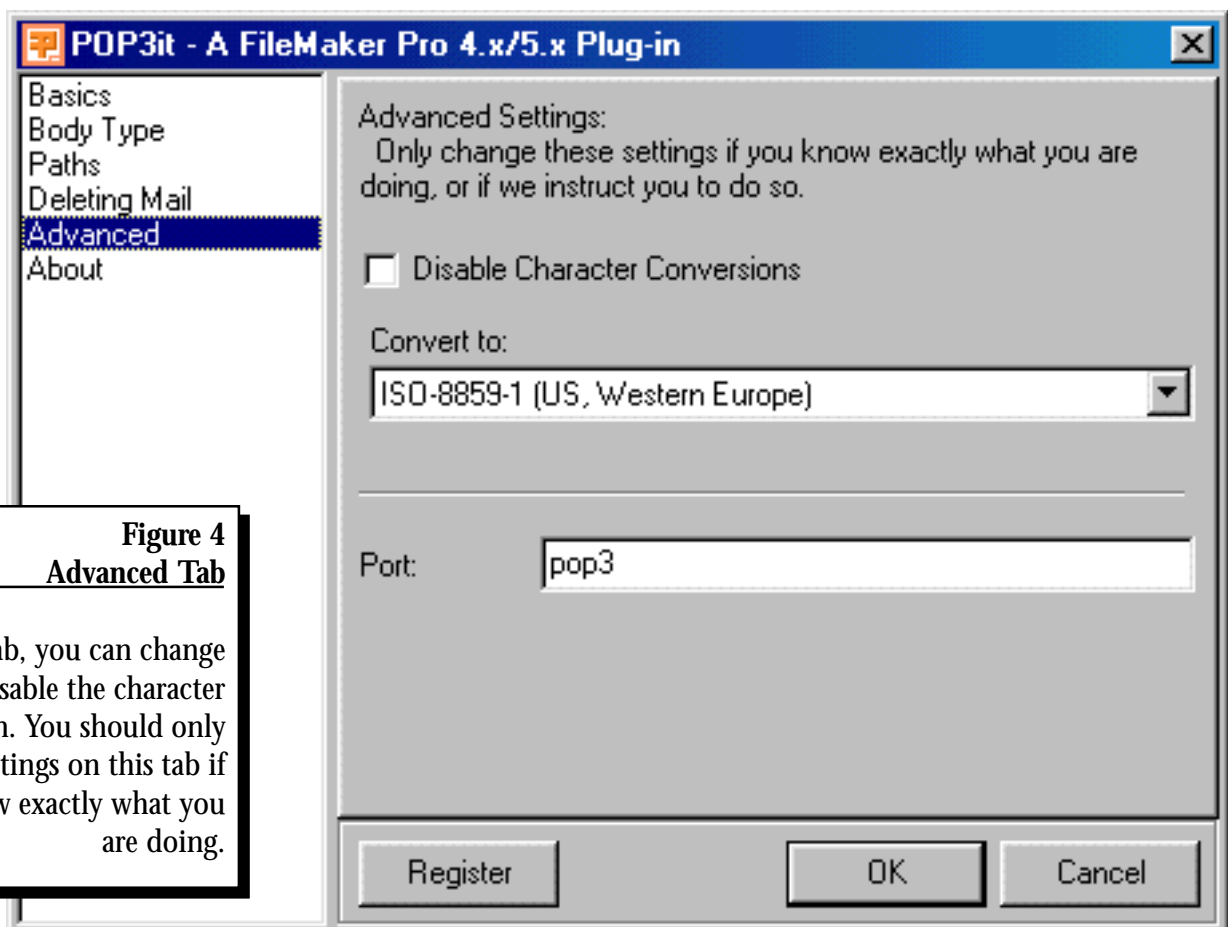 POP3it - A FileMaker Pro 4.x/5.x Plug-in
Basics
Body Type
Paths
Deleting Mail
Advanced
About
Advanced Settings:
Only change these settings if you know exactly what you are
doing, or if we instruct you to do so.
Disable Character Conversions
Convert to:
ISO-8859-1 (US, Western Europe)
Port:
pop3
Register
OK
Cancel
Figure 4
Advanced Tab
you can change
the character
You should only
on this tab if
exactly what you
are doing.